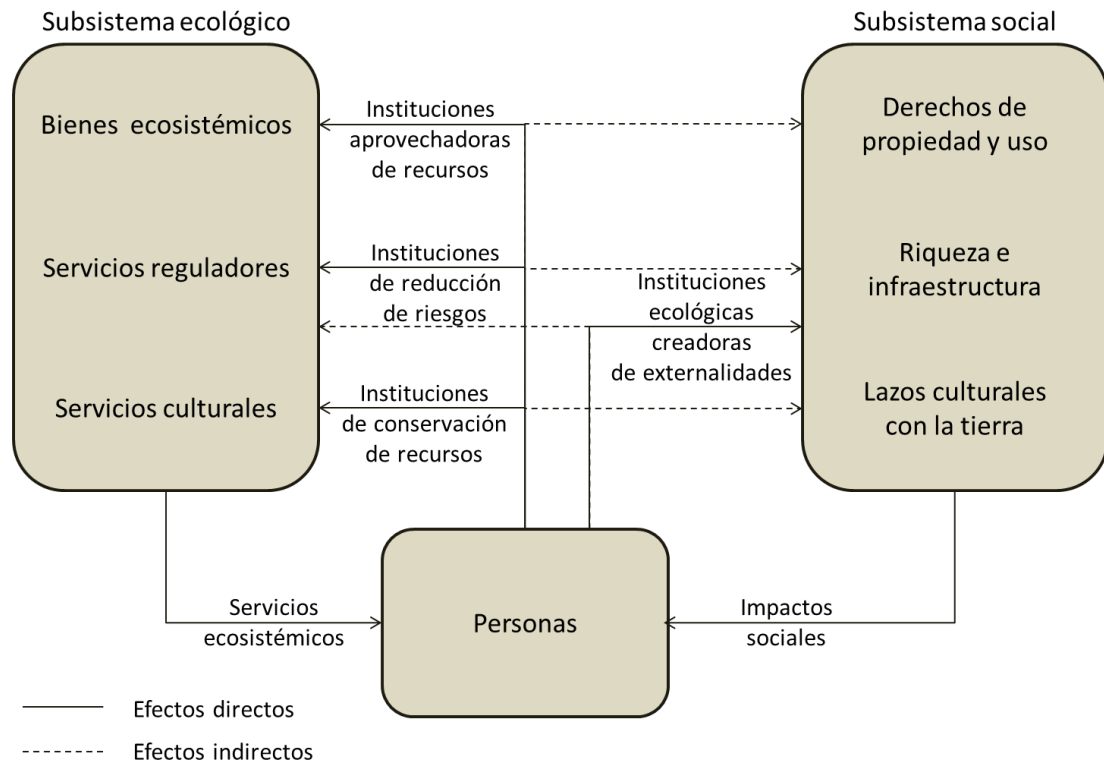 Subsistema ecológico
Subsistema social
Bienes ecosistémicos
Servicios reguladores
Servicios culturales
Instituciones
aprovechadoras
de recursos
Instituciones
de reducción
de riesgos
Instituciones
de conservación
de recursos
Instituciones
ecológicas
creadoras
de externalidades
Derechos de
propiedad y uso
Riqueza e
infraestructura
Lazos culturales
con la tierra
Servicios
ecosistémicos
Personas
Impactos
sociales
Efectos directos
Efectos indirectos